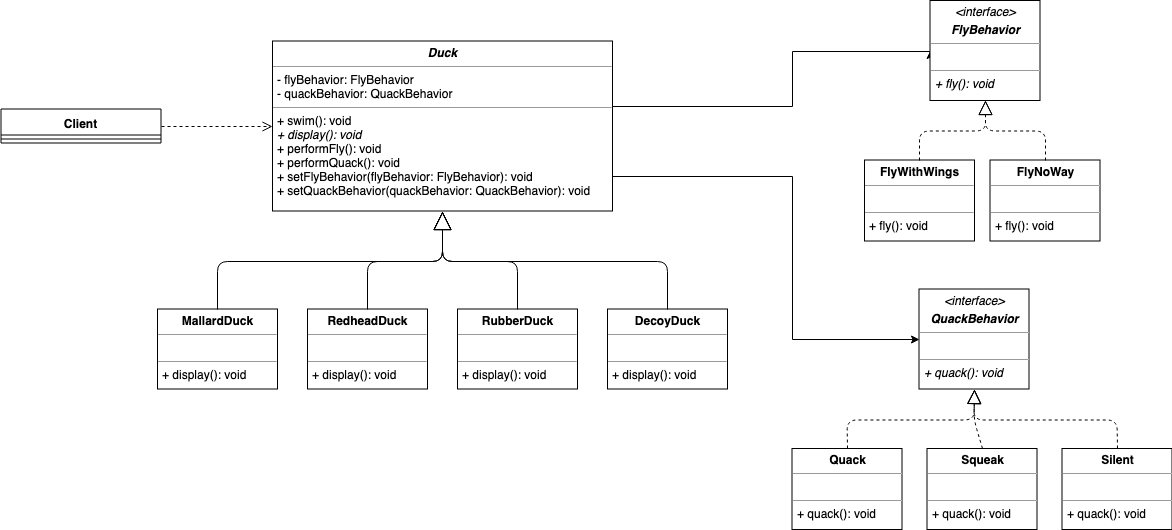 <interface>
FlyBehavior
+ fly(): void
Duck
- flyBehavior: FlyBehavior
- quackBehavior: QuackBehavior
+ swim(): void
+ display(): void
+ performFly(): void
+ performQuack(): void
+ setFlyBehavior(flyBehavior: FlyBehavior): void
+ setQuackBehavior(quackBehavior: QuackBehavior): void
Client
FlyWithWings
+ fly(): void
FlyNoWay
+ fly(): void
MallardDuck
+ display(): void
RedheadDuck
+ display(): void
RubberDuck
+ display(): void
DecoyDuck
+ display(): void
<interface>
QuackBehavior
+ quack(): void
Quack
+ quack(): void
Squeak
+ quack(): void
Silent
+ quack(): void